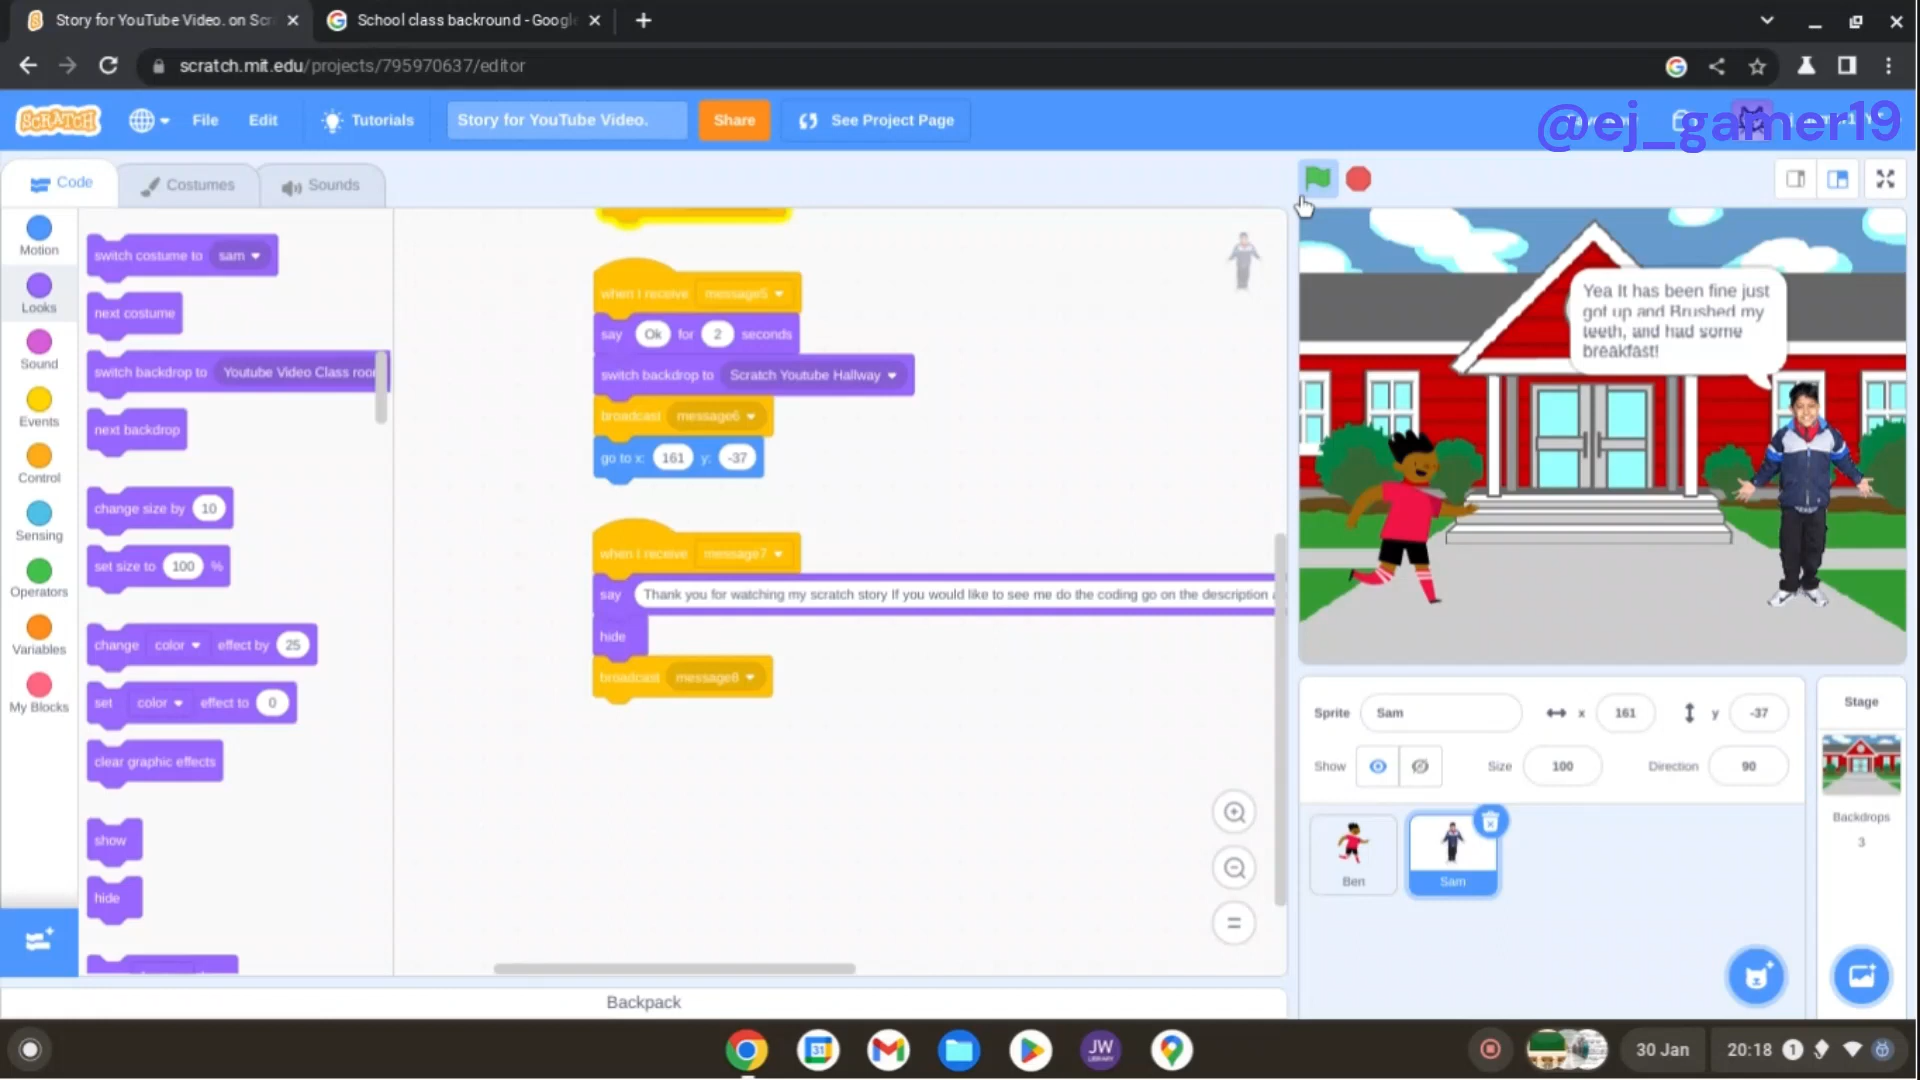 Story for YouTube Video. on Scr
School class backround - Google
scratch.mit.edu/projects/795970637/editor
SCRATCH
File
Edit
Tutorials
Story for YouTube Video.
Share
See Project Page
@ej_gamer19
Code
Costumes
Sounds
Motion
Looks
Sound
Events
Control
Sensing
Operators
Variables
My Blocks
switch costume to sam
next costume
switch backdrop to Youtube Video Class roo
next backdrop
change size by 10
set size to 100 %
change color effect by 25
set color effect to 0
clear graphic effects
show
hide
when I receive message5
say Ok for 2 seconds
switch backdrop to Scratch Youtube Hallway
broadcast message6
go to x: 161 y: -37
when I receive message7
say Thank you for watching my scratch story If you would like to see me do the coding go on the description
hide
broadcast message8
Backpack
Yea It has been fine just
got up and Brushed my
teeth, and had some
breakfast!
Sprite Sam x 161 y -37
Show Size 100 Direction 90
Ben
Sam
Stage
Backdrops
3
31
JW
LIBRARY
30 Jan
20:18
1